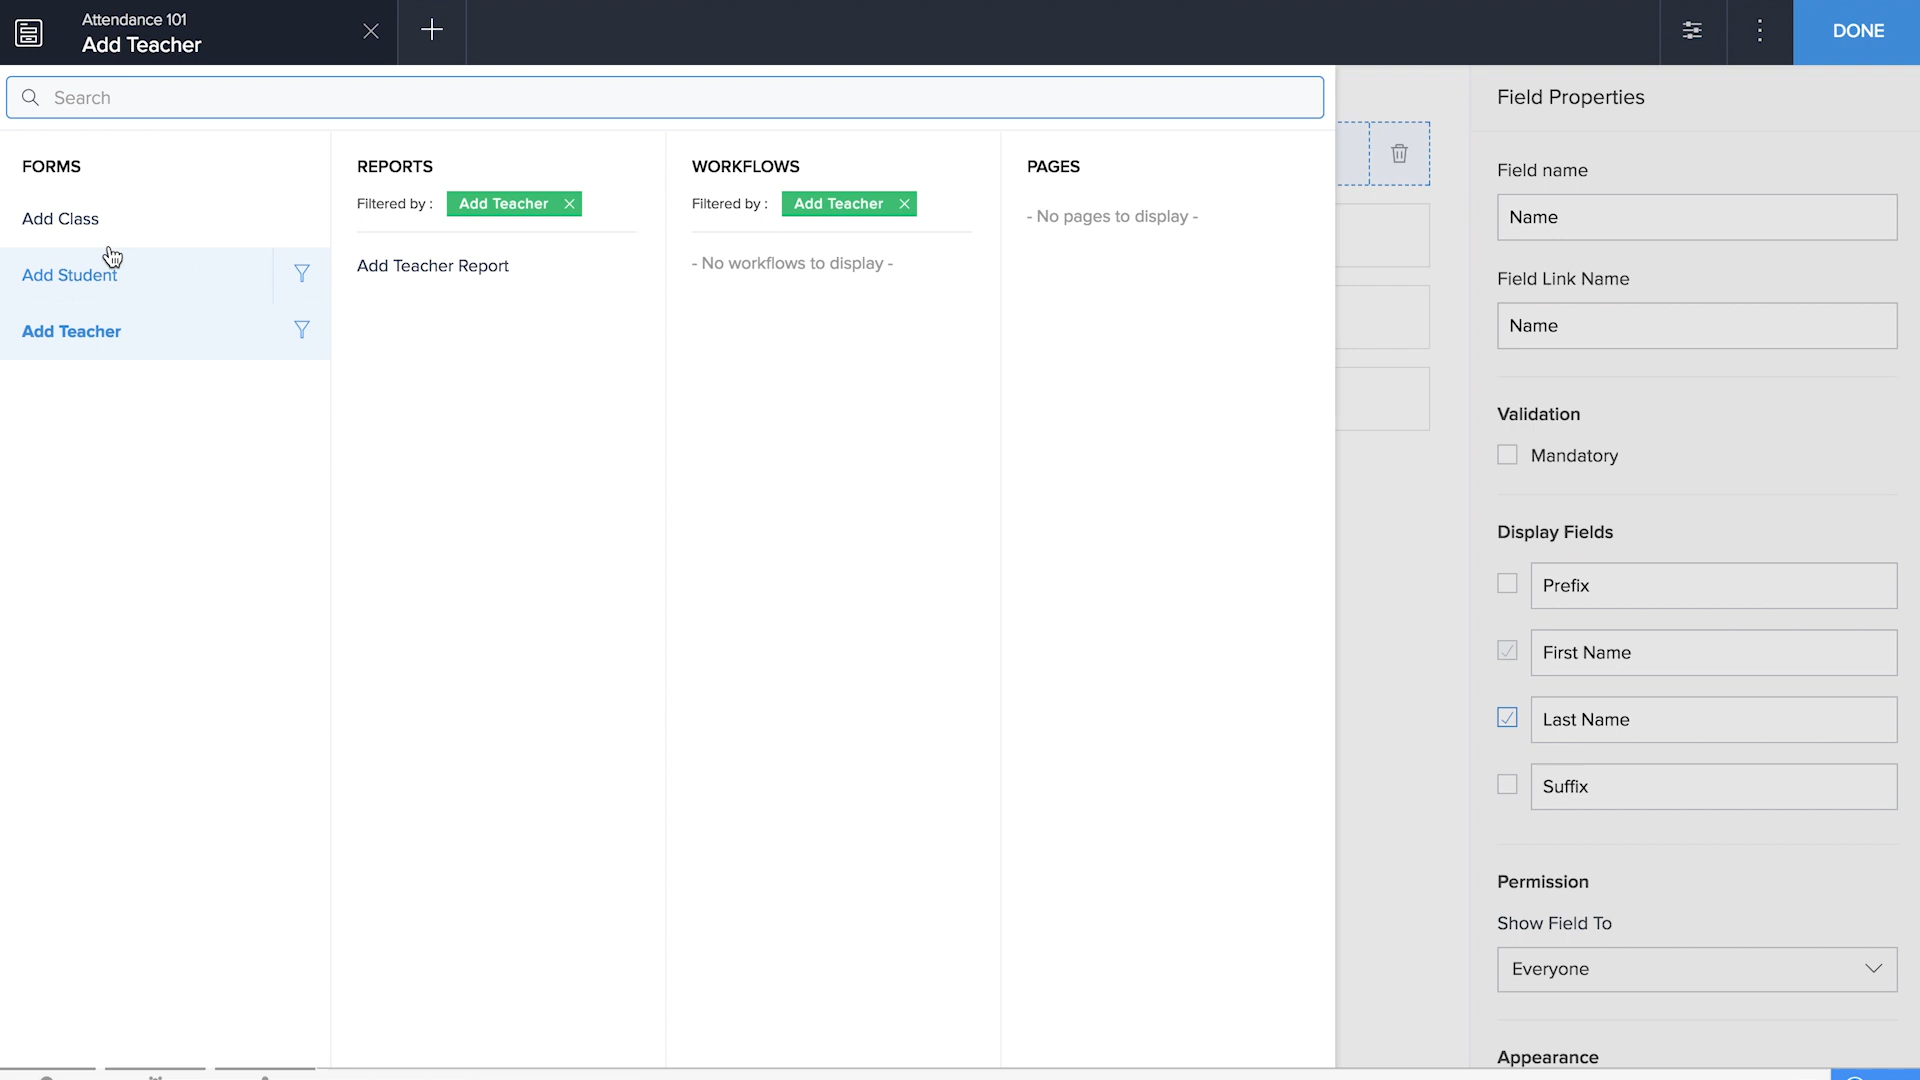 Attendance 101
Add Teacher
DONE
Search
FORMS
Add Class
Add Student
Add Teacher
REPORTS
Filtered by : Add Teacher
Add Teacher Report
WORKFLOWS
Filtered by : Add Teacher
- No workflows to display -
PAGES
- No pages to display -
Field Properties
Field name
Name
Field Link Name
Name
Validation
Mandatory
Display Fields
Prefix
First Name
Last Name
Suffix
Permission
Show Field To
Everyone
Appearance